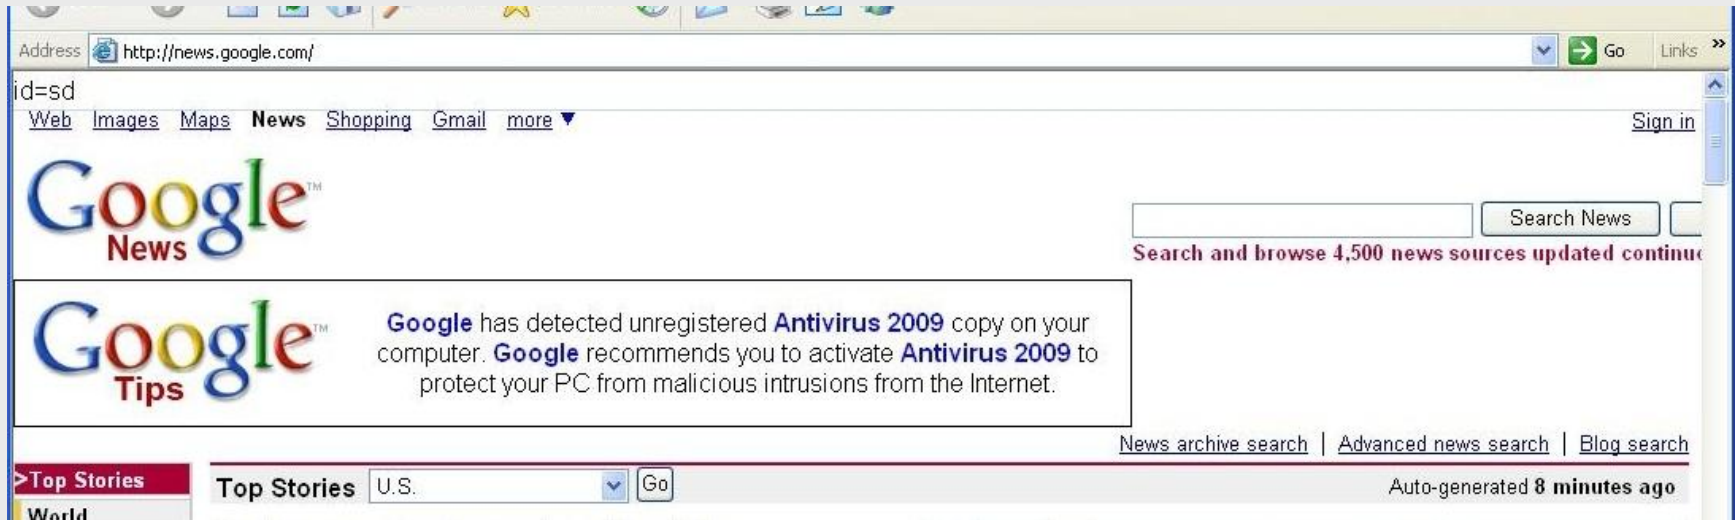 Address http://news.google.com/ Go Links »
id=sd
Web Images Maps News Shopping Gmail more ▼ Sign in
Google™
News
Search News
Search and browse 4,500 news sources updated
Google™
Tips
Google has detected unregistered Antivirus 2009 copy on your
computer. Google recommends you to activate Antivirus 2009 to
protect your PC from malicious intrusions from the Internet.
News archive search | Advanced news search | Blog search
>Top Stories
Top Stories U.S. Go Auto-generated 8 minutes ago
World